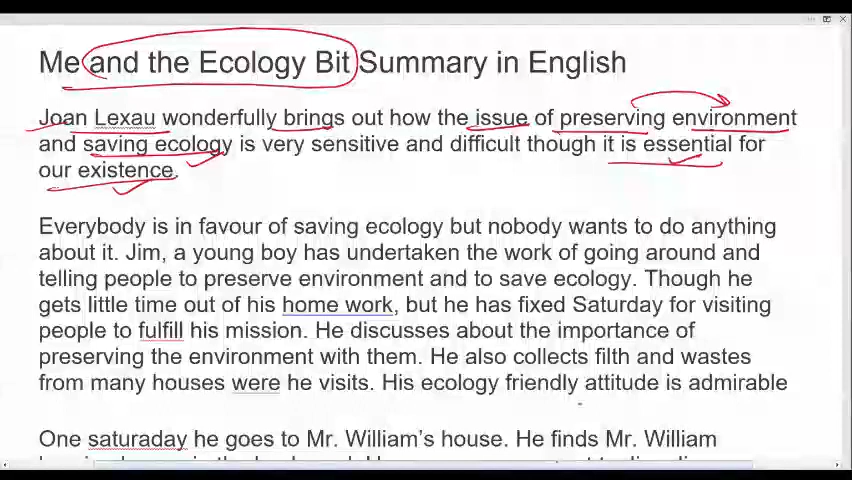 Me and the Ecology Bit Summary in English
Joan Lexau wonderfully brings out how the issue of preserving environment
and saving ecology is very sensitive and difficult though it is essential for
our existence.
Everybody is in favour of saving ecology but nobody wants to do anything
about it. Jim, a young boy has undertaken the work of going around and
telling people to preserve environment and to save ecology. Though he
gets little time out of his home work, but he has fixed Saturday for visiting
people to fulfill his mission. He discusses about the importance of
preserving the environment with them. He also collects filth and wastes
from many houses were he visits. His ecology friendly attitude is admirable
One saturaday he goes to Mr. William's house. He finds Mr. William